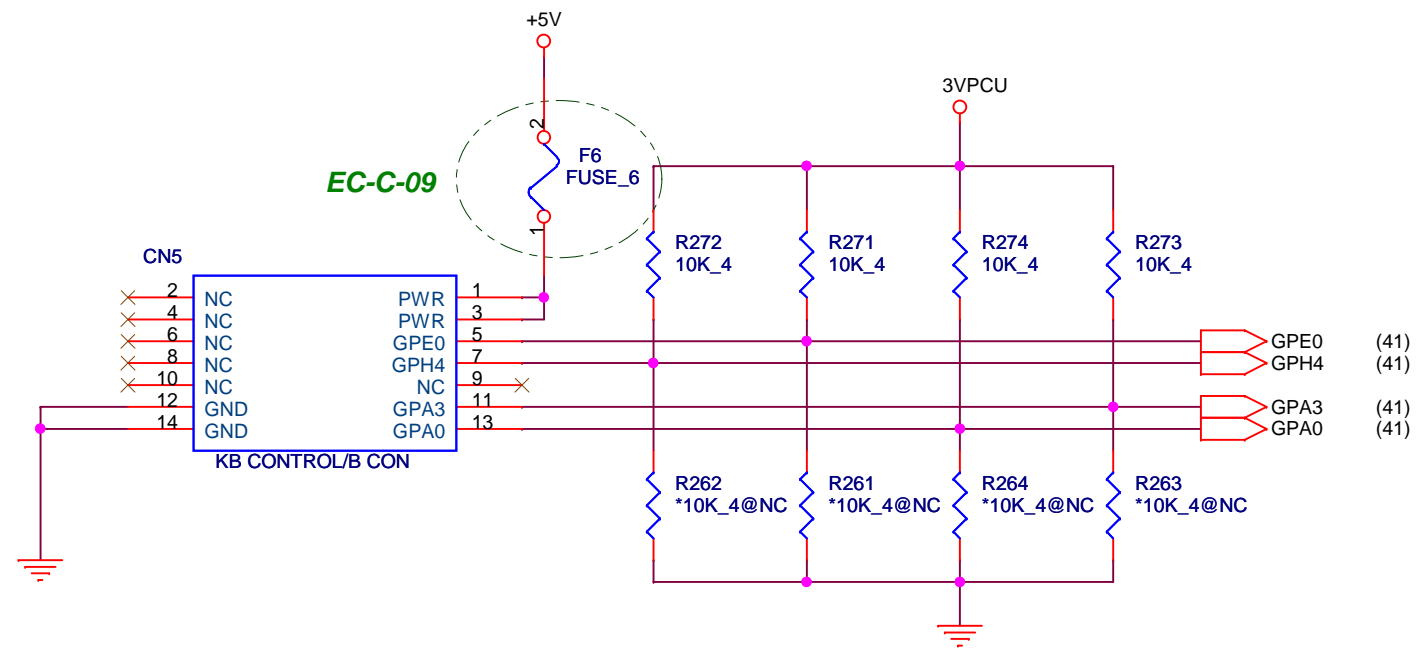 +5V
3VPCU
2
F6
FUSE_6
EC-C-09
1
R272
10K_4
R271
10K_4
R274
10K_4
R273
10K_4
CN5
2 NC PWR 1
4 NC PWR 3
6 NC GPE0 5
8 NC GPH4 7
10 NC NC 9
12 GND GPA3 11
14 GND GPA0 13
KB CONTROL/B CON
GPE0 (41)
GPH4 (41)
GPA3 (41)
GPA0 (41)
R262
*10K_4@NC
R261
*10K_4@NC
R264
*10K_4@NC
R263
*10K_4@NC